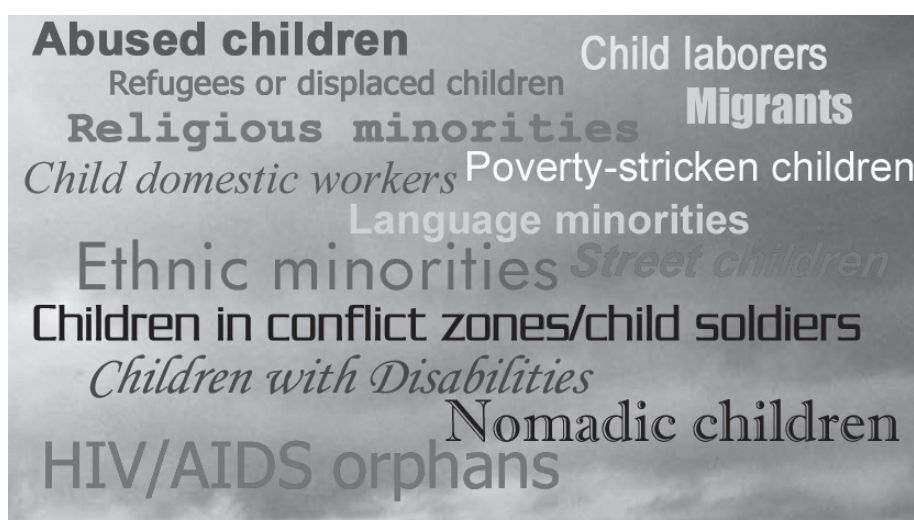 Abused children
Child laborers
Refugees or displaced children
Migrants
Religious minorities
Child domestic workers
Poverty-stricken children
Language minorities
Ethnic minorities
Street children
Children in conflict zones/child soldiers
Children with Disabilities
Nomadic children
HIV/AIDS orphans